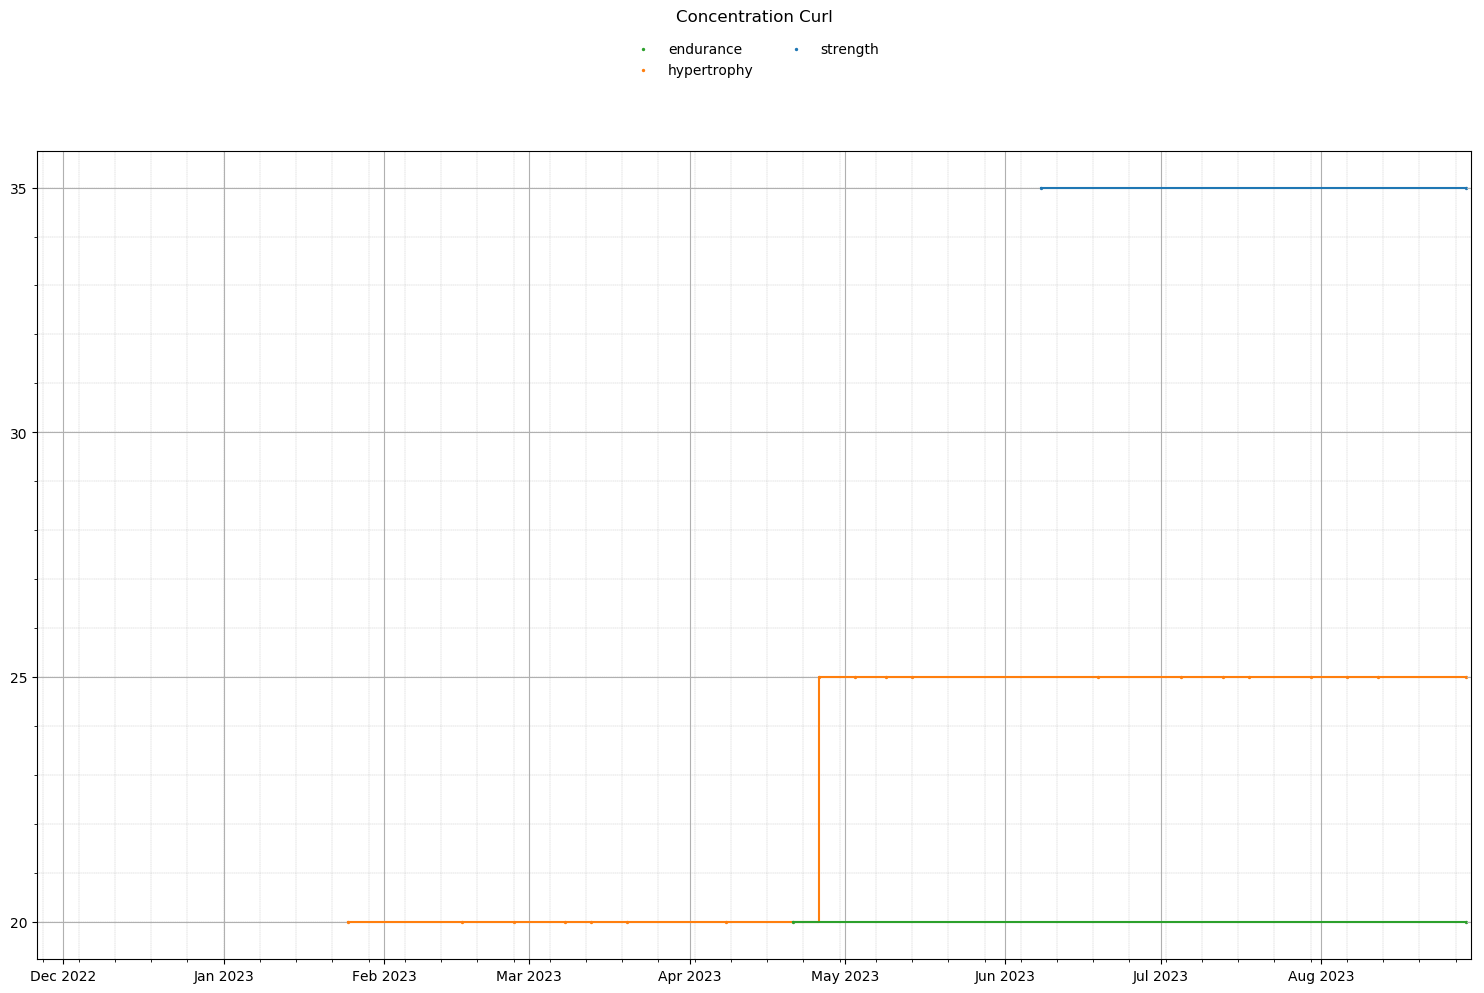 Concentration Curl
endurance
strength
hypertrophy
35
30
25
20
Dec 2022
Jan 2023
Feb 2023
Mar 2023
Apr 2023
May 2023
Jun 2023
Jul 2023
Aug 2023